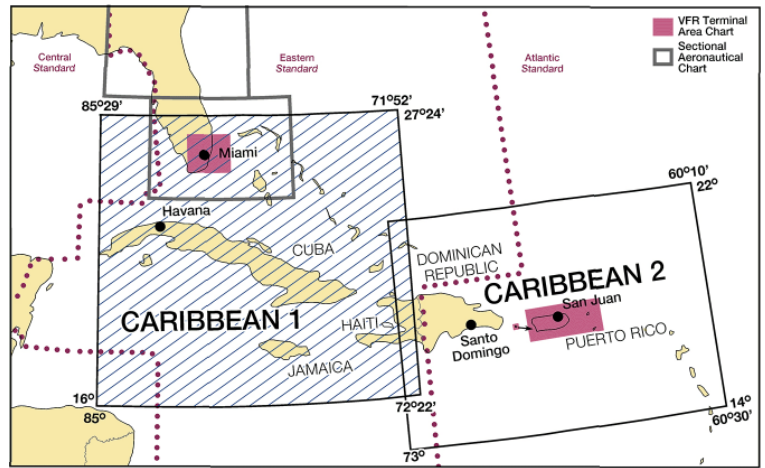 VFR Terminal
Area Chart
Sectional
Aeronautical
Chart
Central
Standard
Eastern
Standard
Atlantic
Standard
85°29’
71°52’
27°24’
Miami
60°10’
22°
Havana
CUBA
DOMINICAN
REPUBLIC
CARIBBEAN 2
San Juan
CARIBBEAN 1
HAITI
Santo
Domingo
PUERTO RICO
JAMAICA
16°
85°
72°22’
14°
60°30’
73°